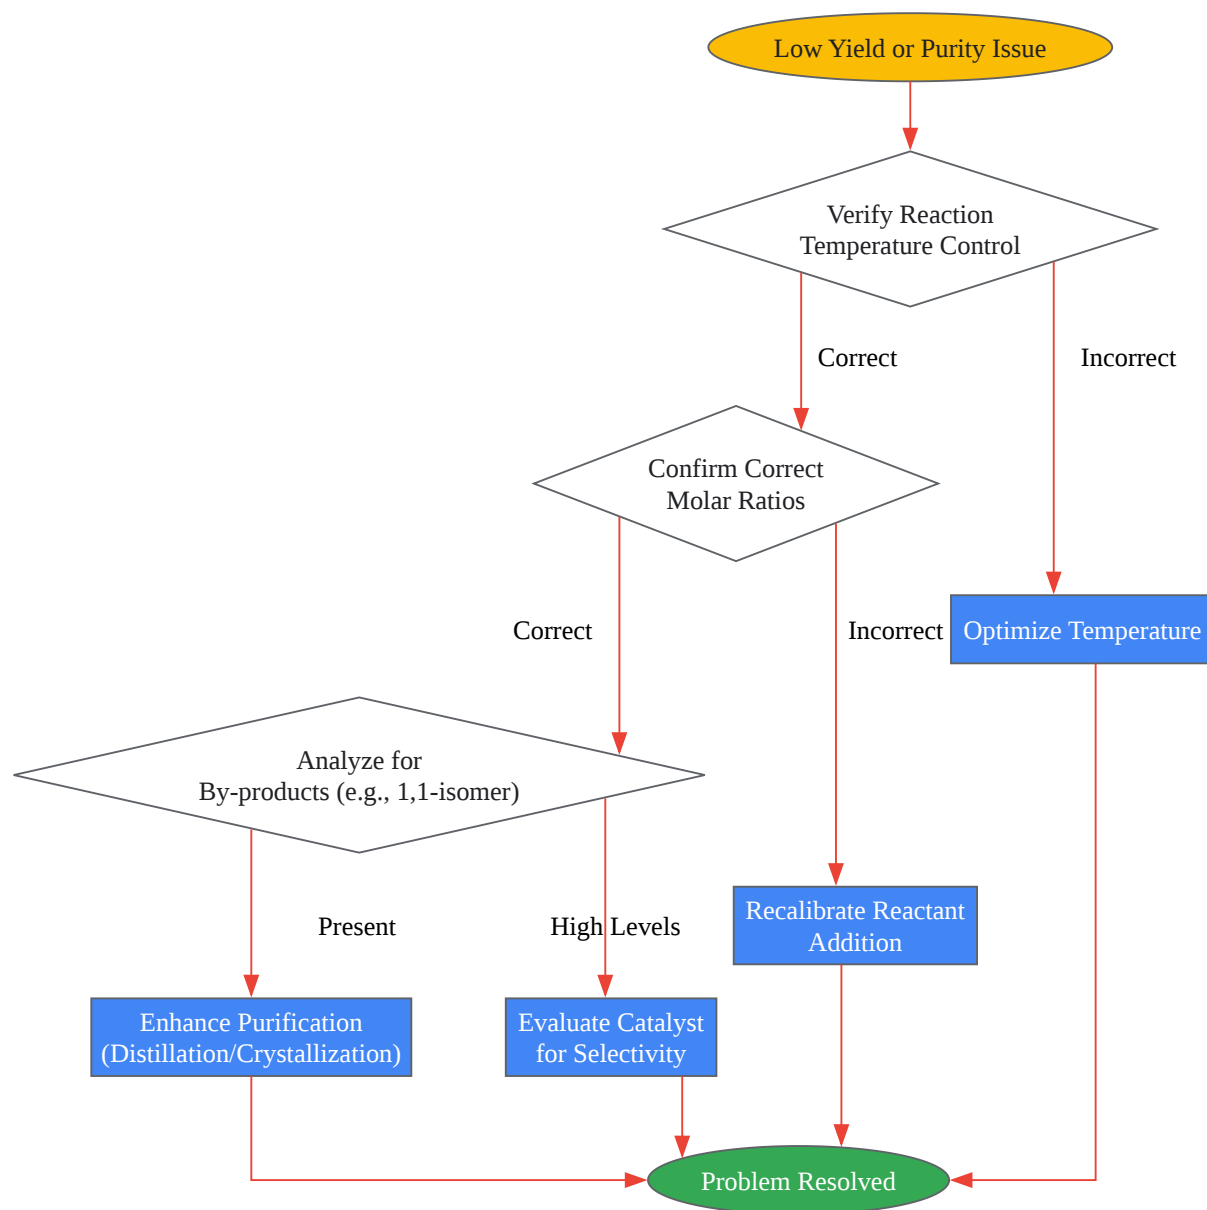 Low Yield or Purity Issue
Verify Reaction
Temperature Control
Correct
Incorrect
Confirm Correct
Molar Ratios
Correct
Incorrect
Optimize Temperature
Analyze for
By-products (e.g., 1,1-isomer)
Present
High Levels
Recalibrate Reactant
Addition
Enhance Purification
(Distillation/Crystallization)
Evaluate Catalyst
for Selectivity
Problem Resolved